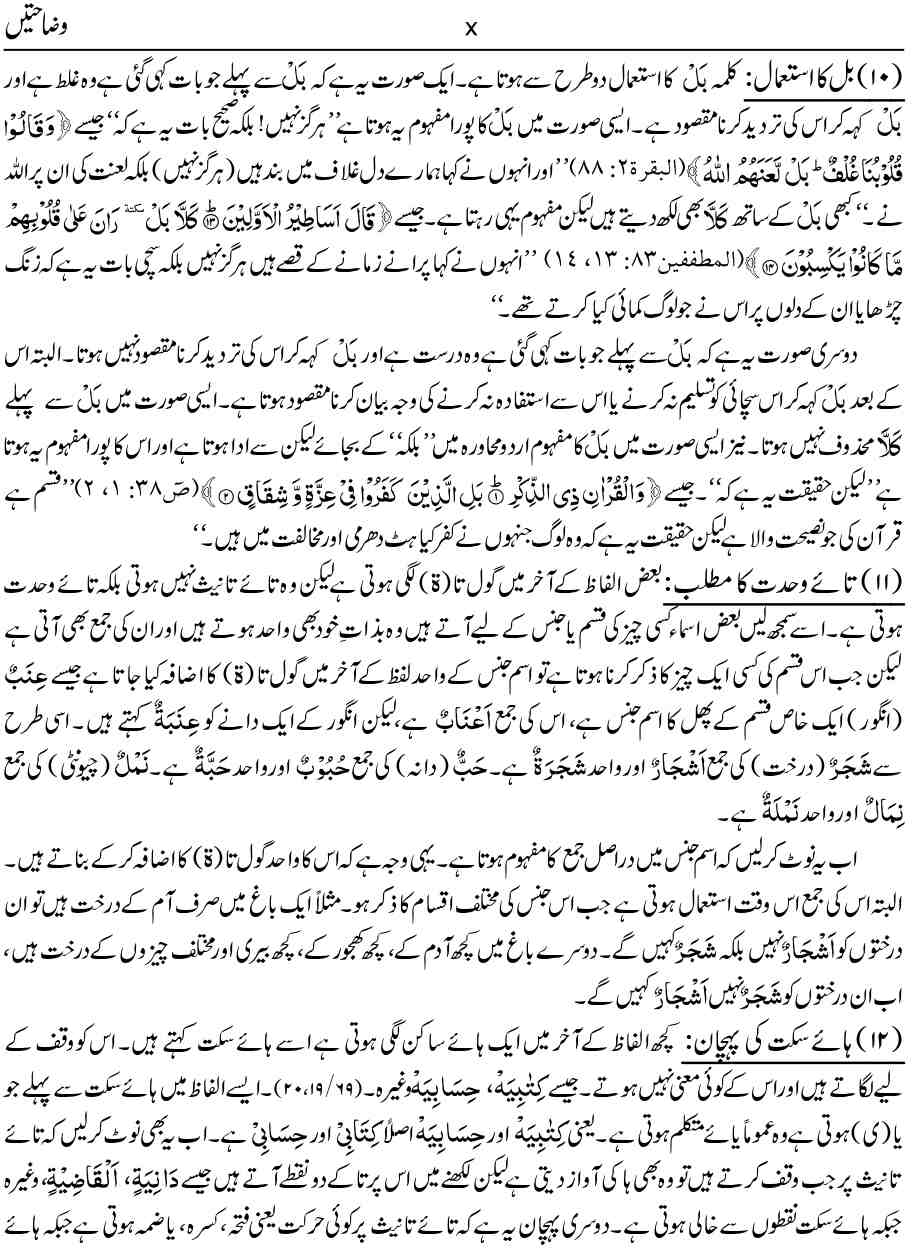 وضاحتیں
x
(۱۰) بل کا استعمال: کلمہ بَلْ کا استعمال دو طرح سے ہوتا ہے۔ ایک صورت یہ ہے کہ بَلْ سے پہلے جو بات کہی گئی ہے وہ غلط ہے اور
بَلْ کہہ کر اس کی تردید کرنا مقصود ہے۔ ایسی صورت میں بَلْ کا پورا مفہوم یہ ہوتا ہے ’’ہرگز نہیں! بلکہ صحیح بات یہ ہے کہ‘‘ جیسے ﴿وَقَالُوْا
قُلُوْبُنَا غُلْفٌ ؕ بَلْ لَّعَنَهُمُ اللّٰهُ﴾ (البقرة۲: ۸۸) ’’اور انہوں نے کہا ہمارے دل غلاف میں بند ہیں (ہرگز نہیں) بلکہ لعنت کی ان پر اللہ
نے۔‘‘ کبھی بَلْ کے ساتھ کَلَّا بھی لکھ دیتے ہیں لیکن مفہوم یہی رہتا ہے۔ جیسے ﴿قَالَ اَسَاطِيْرُ الْاَوَّلِيْنَ ۝۱۳ؕ كَلَّا بَلْ ٚ رَانَ عَلٰى قُلُوْبِهِمْ
مَّا كَانُوْا يَكْسِبُوْنَ ۝۱۴﴾ (المطففين۸۳: ۱۳، ۱۴) ’’انہوں نے کہا پرانے زمانے کے قصے ہیں ہرگز نہیں بلکہ سچی بات یہ ہے کہ زنگ
چڑھایا ان کے دلوں پر اس نے جو لوگ کمائی کیا کرتے تھے۔‘‘
دوسری صورت یہ ہے کہ بَلْ سے پہلے جو بات کہی گئی ہے وہ درست ہے اور بَلْ کہہ کر اس کی تردید کرنا مقصود نہیں ہوتا۔ البتہ اس
کے بعد بَلْ کہہ کر اس سچائی کو تسلیم نہ کرنے یا اس سے استفادہ نہ کرنے کی وجہ بیان کرنا مقصود ہوتا ہے۔ ایسی صورت میں بَلْ سے پہلے
کَلَّا محذوف نہیں ہوتا۔ نیز ایسی صورت میں بَلْ کا مفہوم اردو محاورہ میں ’’بلکہ‘‘ کے بجائے لیکن سے ادا ہوتا ہے اور اس کا پورا مفہوم یہ ہوتا
ہے ’’لیکن حقیقت یہ ہے کہ‘‘۔ جیسے ﴿وَالْقُرْاٰنِ ذِى الذِّكْرِ ۝۱ؕ بَلِ الَّذِيْنَ كَفَرُوْا فِىْ عِزَّةٍ وَّ شِقَاقٍ ۝۲﴾ (صٓ۳۸: ۱، ۲) ’’قسم ہے
قرآن کی جو نصیحت والا ہے لیکن حقیقت یہ ہے کہ وہ لوگ جنہوں نے کفر کیا ہٹ دھرمی اور مخالفت میں ہیں۔‘‘
(۱۱) تائے وحدت کا مطلب: بعض الفاظ کے آخر میں گول تا (ة) لگی ہوتی ہے لیکن وہ تائے تانیث نہیں ہوتی بلکہ تائے وحدت
ہوتی ہے۔ اسے سمجھ لیں بعض اسماء کسی چیز کی قسم یا جنس کے لیے آتے ہیں وہ بذاتِ خود بھی واحد ہوتے ہیں اور ان کی جمع بھی آتی ہے
لیکن جب اس قسم کی کسی ایک چیز کا ذکر کرنا ہوتا ہے تو اسم جنس کے واحد لفظ کے آخر میں گول تا (ة) کا اضافہ کیا جاتا ہے جیسے عِنَبٌ
(انگور) ایک خاص قسم کے پھل کا اسم جنس ہے، اس کی جمع اَعْنَابٌ ہے، لیکن انگور کے ایک دانے کو عِنَبَةٌ کہتے ہیں۔ اسی طرح
سے شَجَرٌ (درخت) کی جمع اَشْجَارٌ اور واحد شَجَرَةٌ ہے۔ حَبٌّ (دانہ) کی جمع حُبُوْبٌ اور واحد حَبَّةٌ ہے۔ نَمْلٌ (چیونٹی) کی جمع
نِمَالٌ اور واحد نَمْلَةٌ ہے۔
اب یہ نوٹ کرلیں کہ اسم جنس میں دراصل جمع کا مفہوم ہوتا ہے۔ یہی وجہ ہے کہ اس کا واحد گول تا (ة) کا اضافہ کرکے بناتے ہیں۔
البتہ اس کی جمع اس وقت استعمال ہوتی ہے جب اس جنس کی مختلف اقسام کا ذکر ہو۔ مثلاً ایک باغ میں صرف آم کے درخت ہیں تو ان
درختوں کو اَشْجَارٌ نہیں بلکہ شَجَرٌ کہیں گے۔ دوسرے باغ میں کچھ آدم کے، کچھ کھجور کے، کچھ بیری اور مختلف چیزوں کے درخت ہیں،
اب ان درختوں کو شَجَرٌ نہیں اَشْجَارٌ کہیں گے۔
(۱۲) ہائے سکت کی پہچان: کچھ الفاظ کے آخر میں ایک ہائے ساکن لگی ہوتی ہے اسے ہائے سکت کہتے ہیں۔ اس کو وقف کے
لیے لگاتے ہیں اور اس کے کوئی معنی نہیں ہوتے۔ جیسے كِتٰبِيَهْ، حِسَابِيَهْ وغیرہ۔ (۶۹/۱۹، ۲۰)۔ ایسے الفاظ میں ہائے سکت سے پہلے جو
یا (ی) ہوتی ہے وہ عموماً یائے متکلم ہوتی ہے۔ یعنی كِتٰبِيَهْ اور حِسَابِيَهْ اصلاً كِتَابِیْ اور حِسَابِیْ ہے۔ اب یہ بھی نوٹ کرلیں کہ تائے
تانیث پر جب وقف کرتے ہیں تو وہ بھی ہا کی آواز دیتی ہے لیکن لکھنے میں اس پر تا کے دو نقطے آتے ہیں جیسے دَانِيَةٍ، اَلْقَاضِيَةِ، وغیرہ
جبکہ ہائے سکت نقطوں سے خالی ہوتی ہے۔ دوسری پہچان یہ ہے کہ تائے تانیث پر کوئی حرکت یعنی فتحہ، کسرہ، یا ضمہ ہوتی ہے جبکہ ہائے